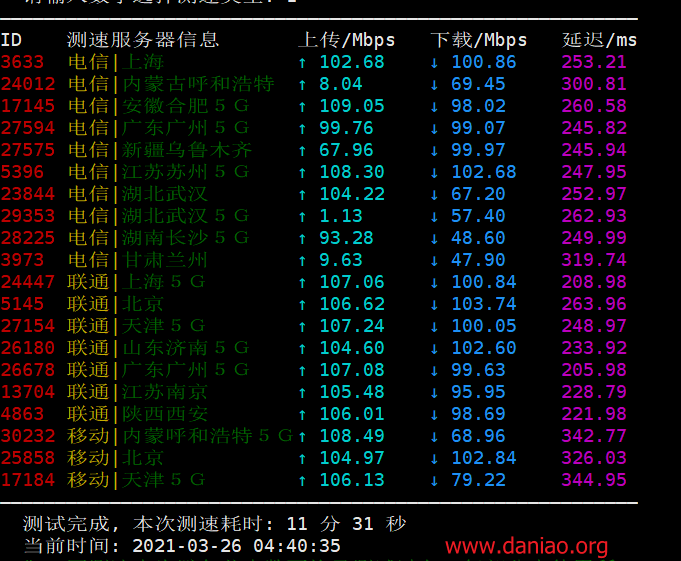 ID 测速服务器信息 上传/Mbps 下载/Mbps 延迟/ms
3633 电信|上海 ↑ 102.68 ↓ 100.86 253.21
24012 电信|内蒙古呼和浩特 ↑ 8.04 ↓ 69.45 300.81
17145 电信|安徽合肥５Ｇ ↑ 109.05 ↓ 98.02 260.58
27594 电信|广东广州５Ｇ ↑ 99.76 ↓ 99.07 245.82
27575 电信|新疆乌鲁木齐 ↑ 67.96 ↓ 99.97 245.94
5396 电信|江苏苏州５Ｇ ↑ 108.30 ↓ 102.68 247.95
23844 电信|湖北武汉 ↑ 104.22 ↓ 67.20 252.97
29353 电信|湖北武汉５Ｇ ↑ 1.13 ↓ 57.40 262.93
28225 电信|湖南长沙５Ｇ ↑ 93.28 ↓ 48.60 249.99
3973 电信|甘肃兰州 ↑ 9.63 ↓ 47.90 319.74
24447 联通|上海５Ｇ ↑ 107.06 ↓ 100.84 208.98
5145 联通|北京 ↑ 106.62 ↓ 103.74 263.96
27154 联通|天津５Ｇ ↑ 107.24 ↓ 100.05 248.97
26180 联通|山东济南５Ｇ ↑ 104.60 ↓ 102.60 233.92
26678 联通|广东广州５Ｇ ↑ 107.08 ↓ 99.63 205.98
13704 联通|江苏南京 ↑ 105.48 ↓ 95.95 228.79
4863 联通|陕西西安 ↑ 106.01 ↓ 98.69 221.98
30232 移动|内蒙呼和浩特５Ｇ ↑ 108.49 ↓ 68.96 342.77
25858 移动|北京 ↑ 104.97 ↓ 102.84 326.03
17184 移动|天津５Ｇ ↑ 106.13 ↓ 79.22 344.95
测试完成, 本次测速耗时: 11 分 31 秒
当前时间: 2021-03-26 04:40:35
www.daniao.org